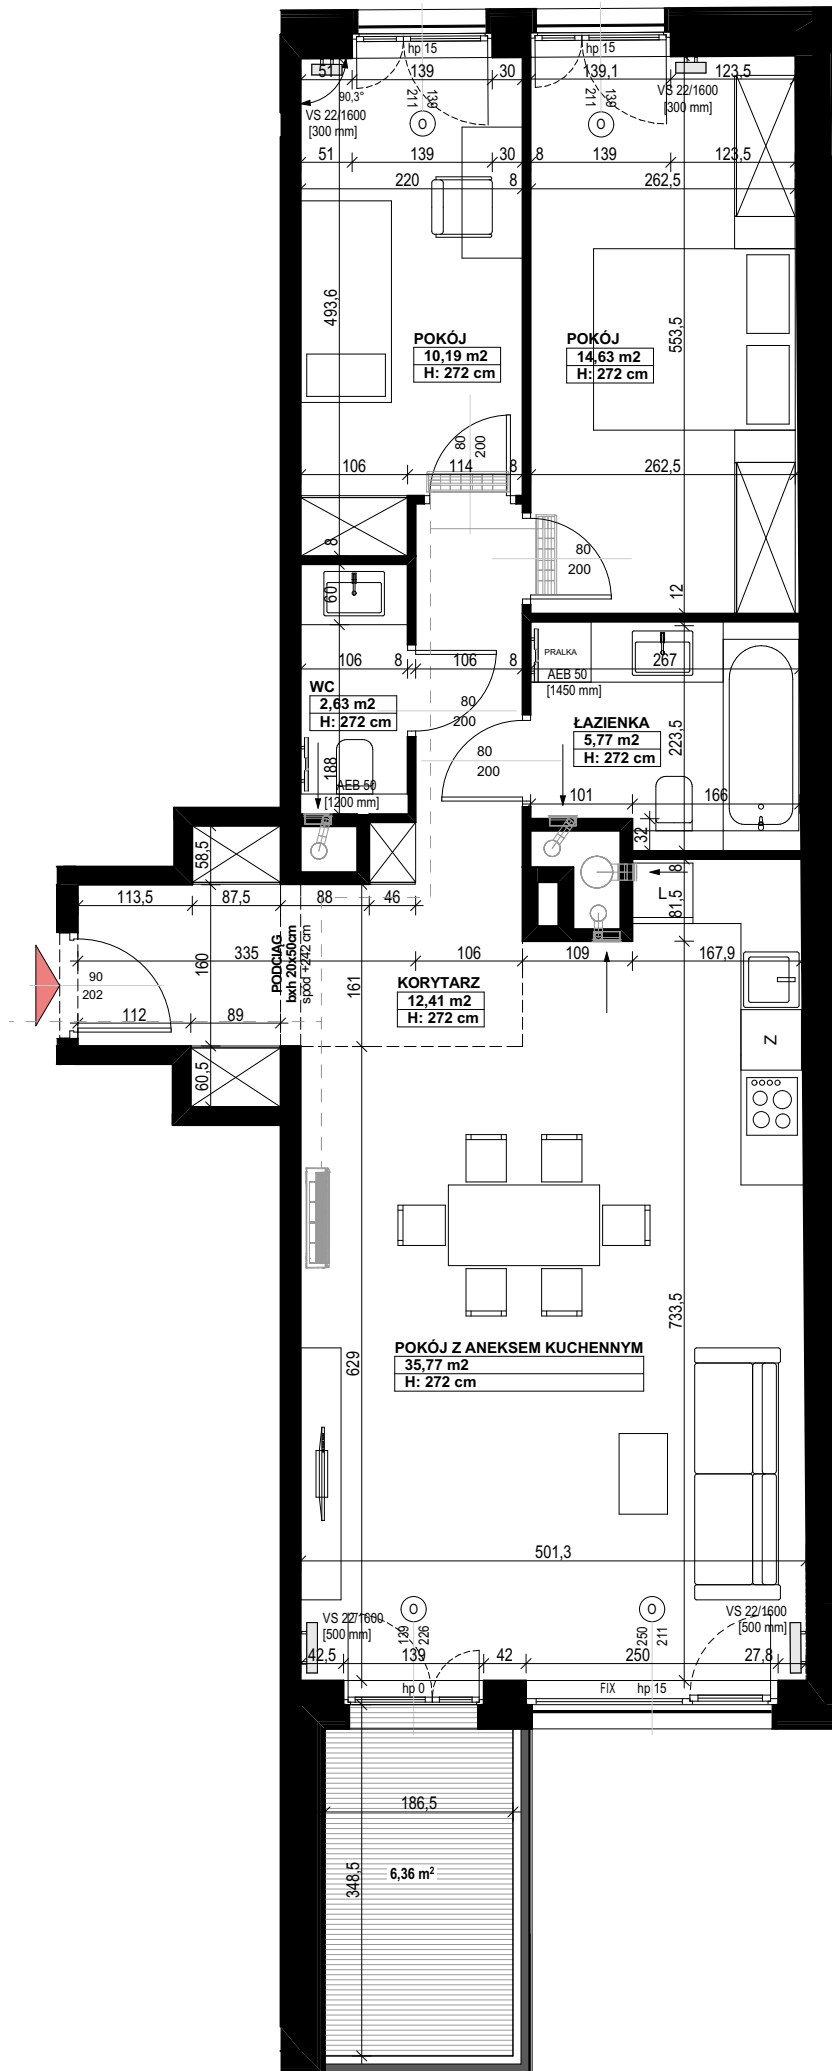 hp 15
hp 15
51
139
30
139,1
123,5
90,3°
VS 22/1600
[300 mm]
211
139
O
211
139
O
VS 22/1600
[300 mm]
51
139
30
8
139
123,5
220
8
262,5
493,6
553,5
POKÓJ
10,19 m2
H: 272 cm
POKÓJ
14,63 m2
H: 272 cm
80
200
106
114
8
262,5
8
80
200
60
12
PRALKA
106
8
106
8
267
AEB 50
[1450 mm]
WC
2,63 m2
H: 272 cm
80
200
ŁAZIENKA
5,77 m2
H: 272 cm
223,5
80
200
188
AEB 50
[1200 mm]
101
166
32
58,5
8
L
81,5
113,5
87,5
88
46
335
160
PODCIĄG
bxh 20x50cm
spód +242 cm
161
106
109
167,9
90
202
KORYTARZ
12,41 m2
H: 272 cm
112
89
Z
60,5
733,5
POKÓJ Z ANEKSEM KUCHENNYM
35,77 m2
H: 272 cm
629
501,3
VS 22/1600
[500 mm]
O
139
226
O
250
211
VS 22/1600
[500 mm]
42,5
139
42
250
27,8
hp 0
FIX
hp 15
186,5
348,5
6,36 m²